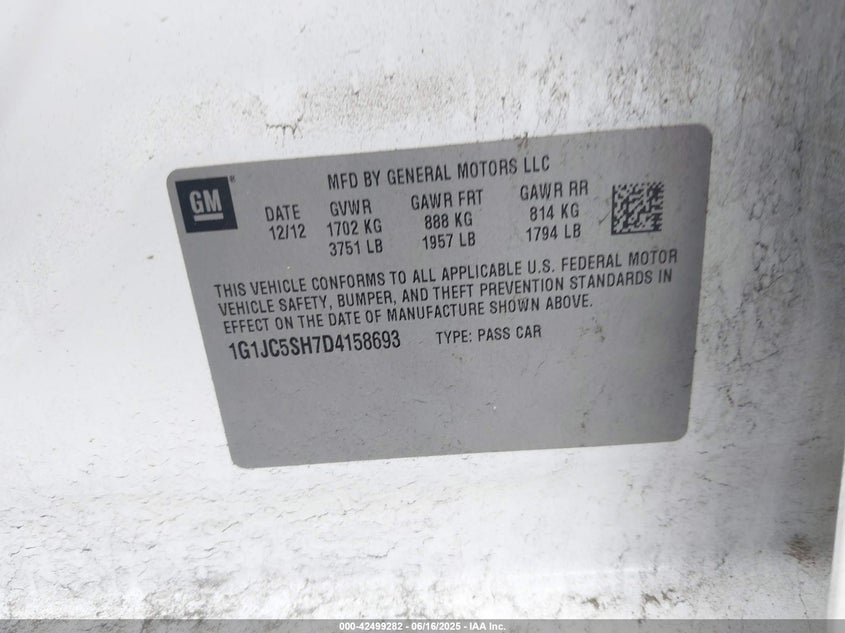 GM
®
MFD BY GENERAL MOTORS LLC
DATE GVWR GAWR FRT GAWR RR
12/12 1702 KG 888 KG 814 KG
3751 LB 1957 LB 1794 LB
THIS VEHICLE CONFORMS TO ALL APPLICABLE U.S. FEDERAL MOTOR
VEHICLE SAFETY, BUMPER, AND THEFT PREVENTION STANDARDS IN
EFFECT ON THE DATE OF MANUFACTURE SHOWN ABOVE.
1G1JC5SH7D4158693 TYPE: PASS CAR
000-42499282 - 06/16/2025 - IAA Inc.